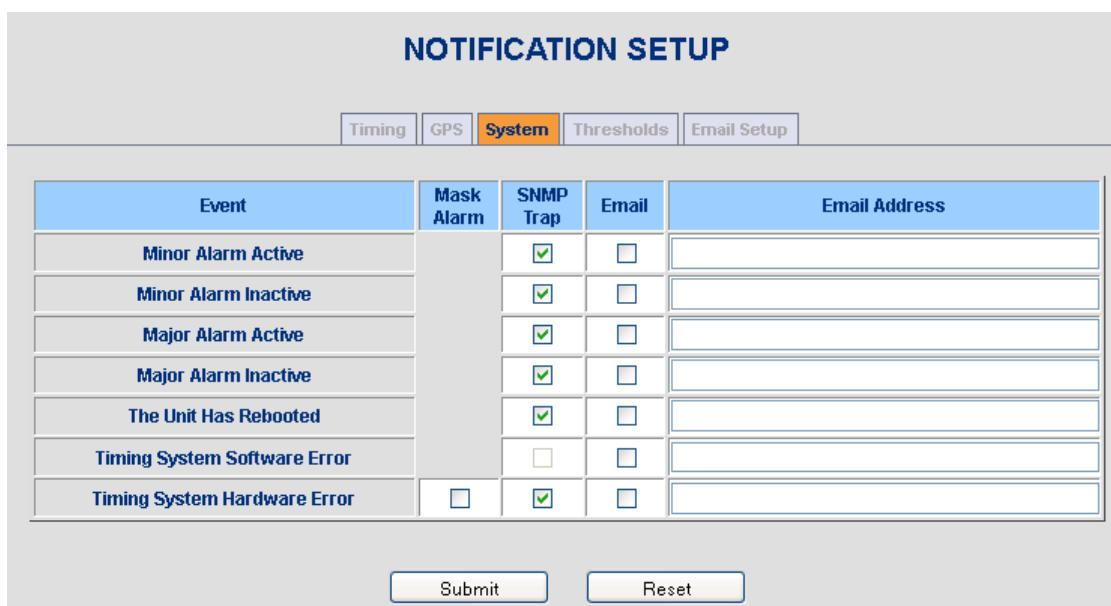 NOTIFICATION SETUP
Timing GPS System Thresholds Email Setup
Event Mask Alarm SNMP Trap Email Email Address
Minor Alarm Active
Minor Alarm Inactive
Major Alarm Active
Major Alarm Inactive
The Unit Has Rebooted
Timing System Software Error
Timing System Hardware Error
Submit Reset